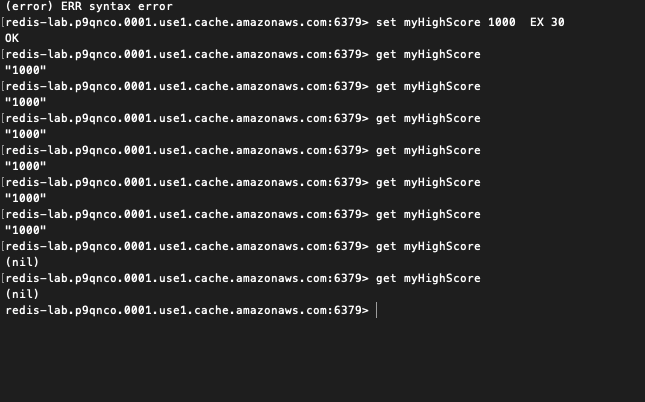 (error) ERR syntax error
[redis-lab.p9qnco.0001.use1.cache.amazonaws.com:6379> set myHighScore 1000  EX 30
OK
[redis-lab.p9qnco.0001.use1.cache.amazonaws.com:6379> get myHighScore
"1000"
[redis-lab.p9qnco.0001.use1.cache.amazonaws.com:6379> get myHighScore
"1000"
[redis-lab.p9qnco.0001.use1.cache.amazonaws.com:6379> get myHighScore
"1000"
[redis-lab.p9qnco.0001.use1.cache.amazonaws.com:6379> get myHighScore
"1000"
[redis-lab.p9qnco.0001.use1.cache.amazonaws.com:6379> get myHighScore
"1000"
[redis-lab.p9qnco.0001.use1.cache.amazonaws.com:6379> get myHighScore
"1000"
[redis-lab.p9qnco.0001.use1.cache.amazonaws.com:6379> get myHighScore
(nil)
[redis-lab.p9qnco.0001.use1.cache.amazonaws.com:6379> get myHighScore
(nil)
redis-lab.p9qnco.0001.use1.cache.amazonaws.com:6379>